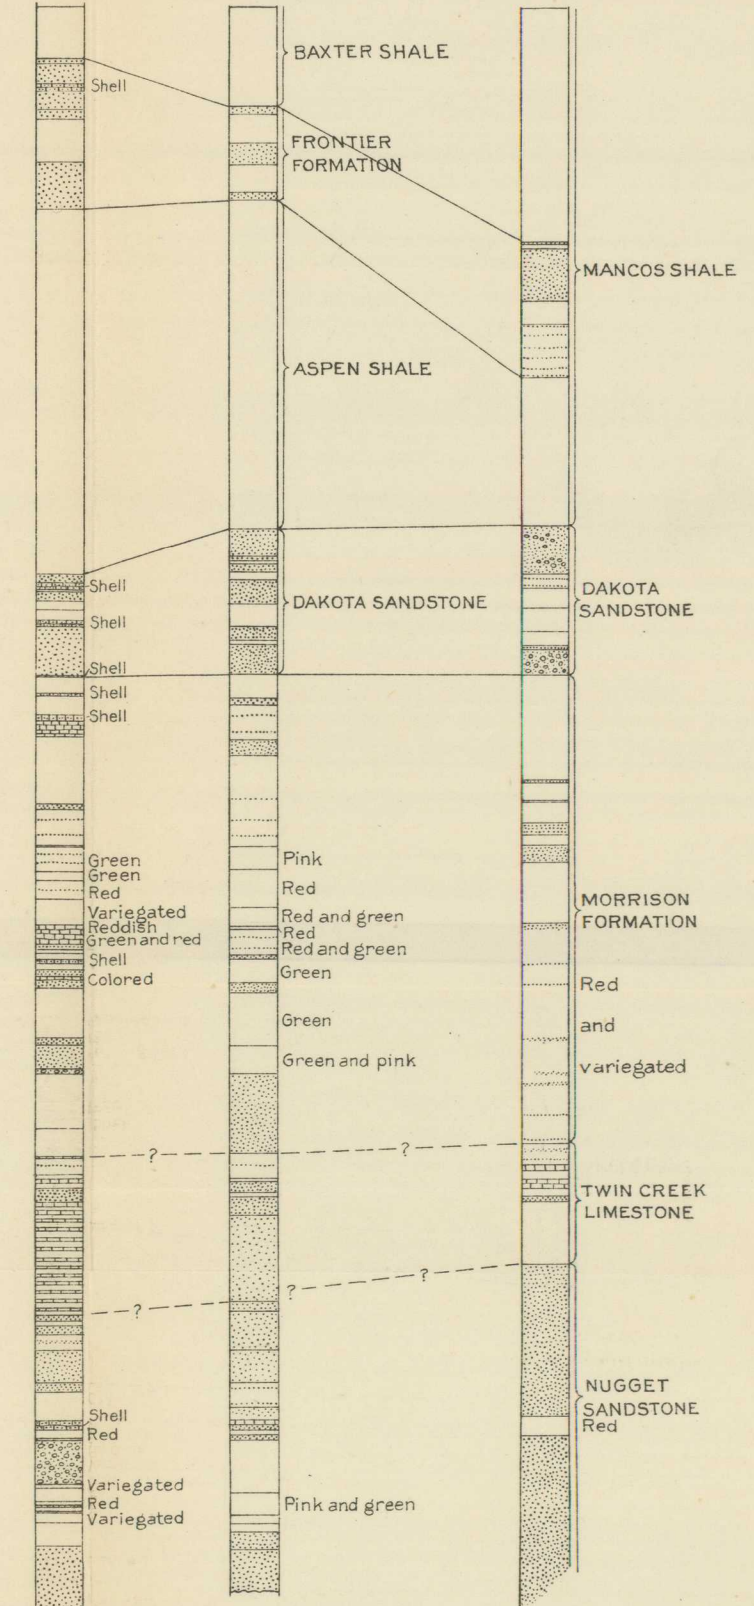 BAXTER SHALE
Shell
FRONTIER
FORMATION
MANCOS SHALE
ASPEN SHALE
Shell
DAKOTA SANDSTONE
DAKOTA
SANDSTONE
Shell
Shell
Shell
Shell
Green
Pink
Green
Red
Red
MORRISON
FORMATION
Variegated
Red and green
Reddish
Red
Green and red
Red and green
Shell
Green
Colored
Red
Green
and
Green and pink
variegated
?
?
TWIN CREEK
LIMESTONE
?
?
?
NUGGET
SANDSTONE
Shell
Red
Red
Variegated
Red
Pink and green
Variegated